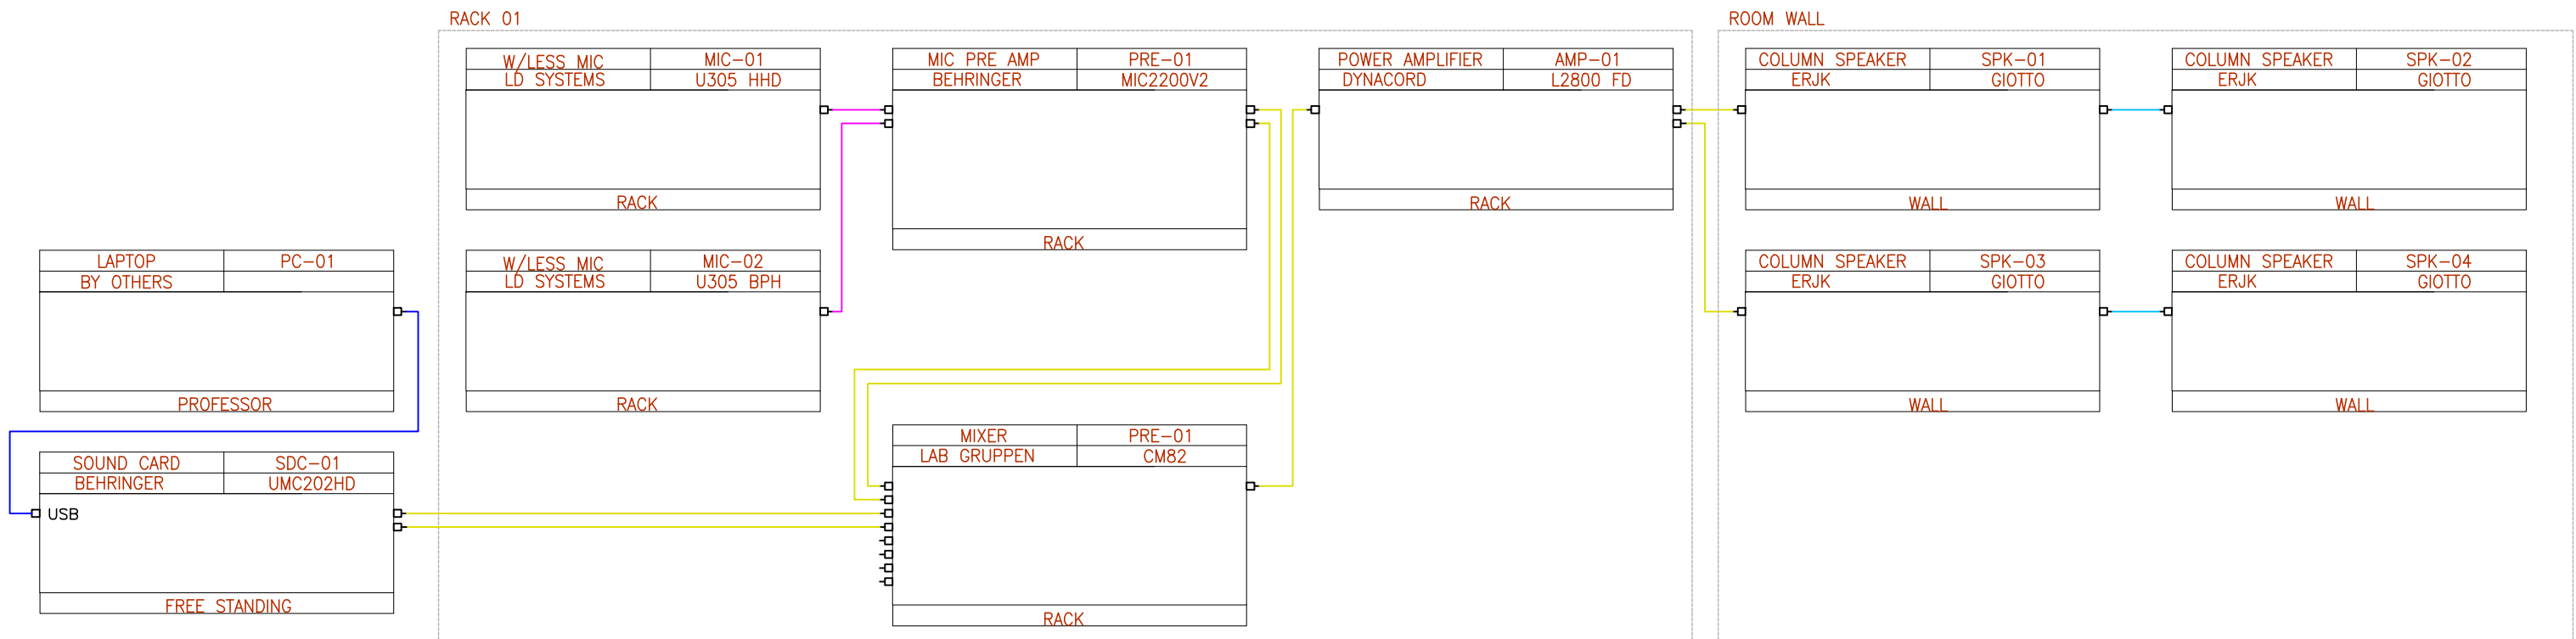 RACK 01
ROOM WALL
W/LESS MIC MIC-01
LD SYSTEMS U305 HHD
RACK
MIC PRE AMP PRE-01
BEHRINGER MIC2200V2
RACK
POWER AMPLIFIER AMP-01
DYNACORD L2800 FD
RACK
COLUMN SPEAKER SPK-01
ERJK GIOTTO
WALL
COLUMN SPEAKER SPK-02
ERJK GIOTTO
WALL
LAPTOP PC-01
BY OTHERS
PROFESSOR
W/LESS MIC MIC-02
LD SYSTEMS U305 BPH
RACK
COLUMN SPEAKER SPK-03
ERJK GIOTTO
WALL
COLUMN SPEAKER SPK-04
ERJK GIOTTO
WALL
SOUND CARD SDC-01
BEHRINGER UMC202HD
USB
FREE STANDING
MIXER PRE-01
LAB GRUPPEN CM82
RACK